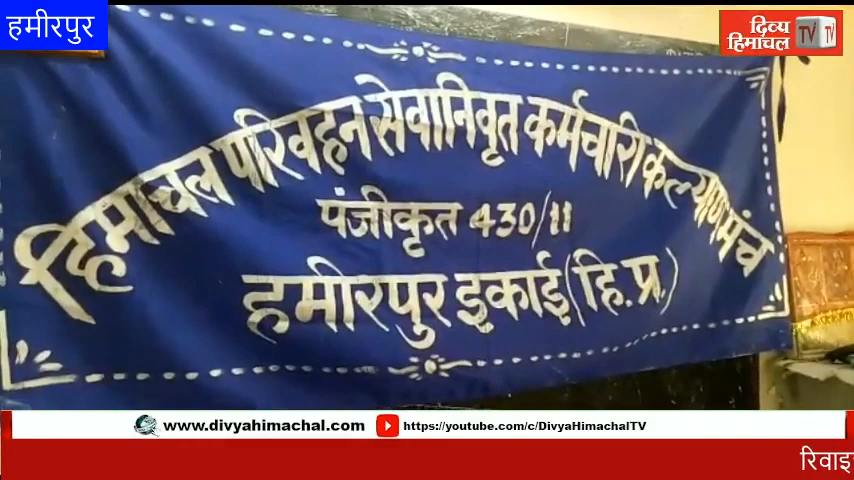 हमीरपुर
दिव्य
हिमाचल
TV TV
हिमाचल परिवहन सेवानिवृत कर्मचारी कल्याण मंच
पंजीकृत 430/11
हमीरपुर इकाई (हि.प्र.)
www.divyahimachal.com https://youtube.com/c/DivyaHimachalTV
रिवाइ